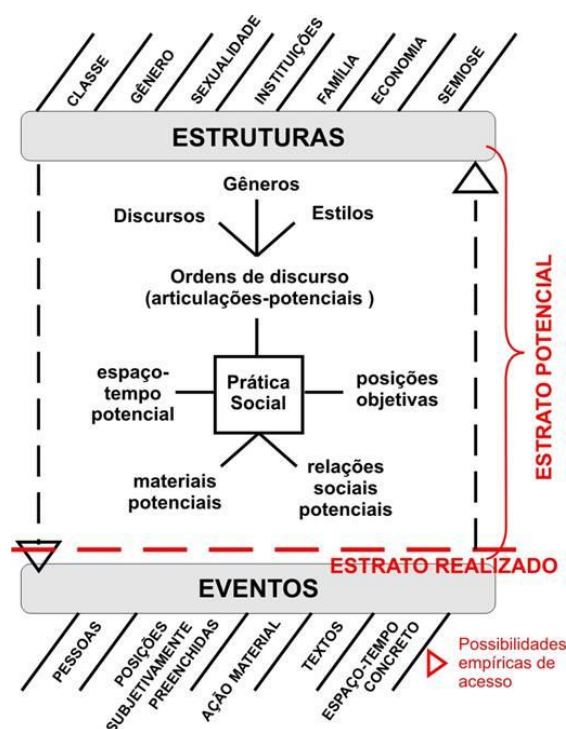 CLASSE
GÊNERO
SEXUALIDADE
INSTITUIÇÕES
FAMÍLIA
ECONOMIA
SEMIOSE
ESTRUTURAS
Gêneros
Discursos
Estilos
Ordens de discurso
(articulações-potenciais )
espaço-
tempo
potencial
Prática
Social
posições
objetivas
materiais
potenciais
relações
sociais
potenciais
ESTRATO POTENCIAL
ESTRATO REALIZADO
EVENTOS
PESSOAS
POSIÇÕES
SUBJETIVAMENTE
PREENCHIDAS
AÇÃO MATERIAL
TEXTOS
ESPAÇO-TEMPO
CONCRETO
Possibilidades
empíricas de
acesso